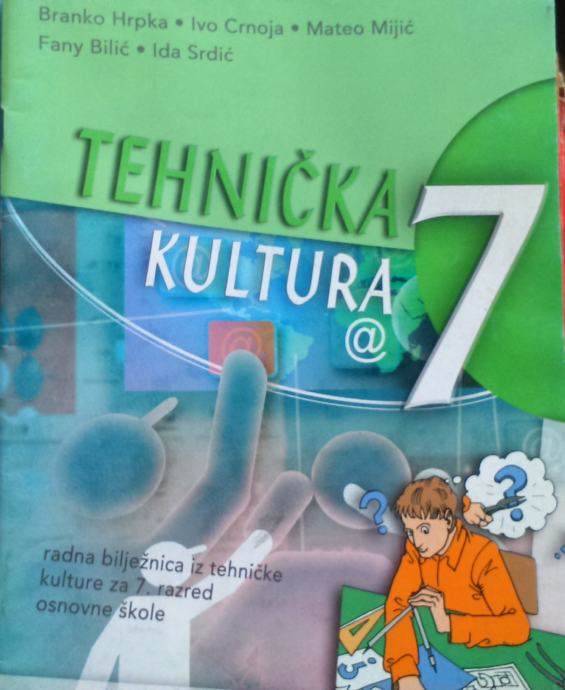 Branko Hrpka • Ivo Crnoja • Mateo Mijić
Fany Bilić • Ida Srdić
TEHNIČKA
KULTURA
@
7
radna bilježnica iz tehničke
kulture za 7. razred
osnovne škole